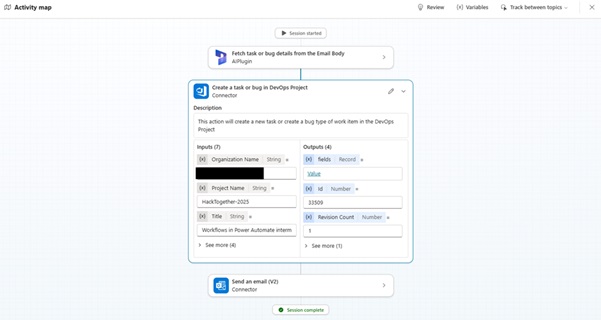 Activity map
Review
Variables
Track between topics
Session started
Fetch task or bug details from the Email Body
AIPlugin
Create a task or bug in DevOps Project
Connector
Description
This action will create a new task or create a bug type of work item in the DevOps
Project
Inputs (7)
Outputs (4)
{x} Organization Name String
{x} fields Record
Value
{x} Project Name String
{x} id Number
HackTogether-2025
33509
{x} Title String
{x} Revision Count Number
Workflows in Power Automate Interm
1
See more (4)
See more (1)
Send an email (V2)
Connector
Session complete